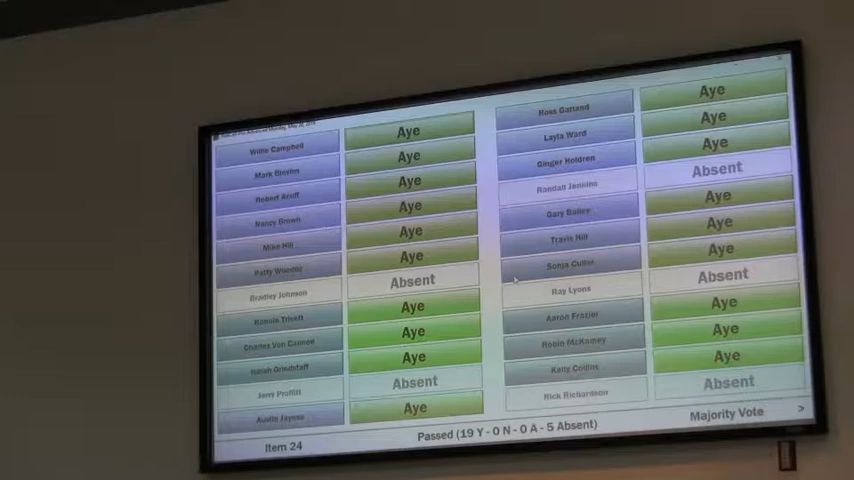 Willie Campbell Aye Ross Garland Aye
Mark Blevins Aye Layla Ward Aye
Robert Acuff Aye Ginger Holdren Aye
Nancy Brown Aye Randall Jenkins Absent
Mike Hill Aye Gary Bailey Aye
Patty Woodby Aye Travis Hill Aye
Bradley Johnson Absent Sonja Culler Aye
Ronnie Trivett Aye Ray Lyons Absent
Charles Von Cannon Aye Aaron Frazier Aye
Isaiah Grindstaff Aye Robin McKamey Aye
Jerry Proffitt Absent Kelly Collins Aye
Austin Jaynes Aye Rick Richardson Absent
Item 24 Passed (19 Y - 0 N - 0 A - 5 Absent) Majority Vote >